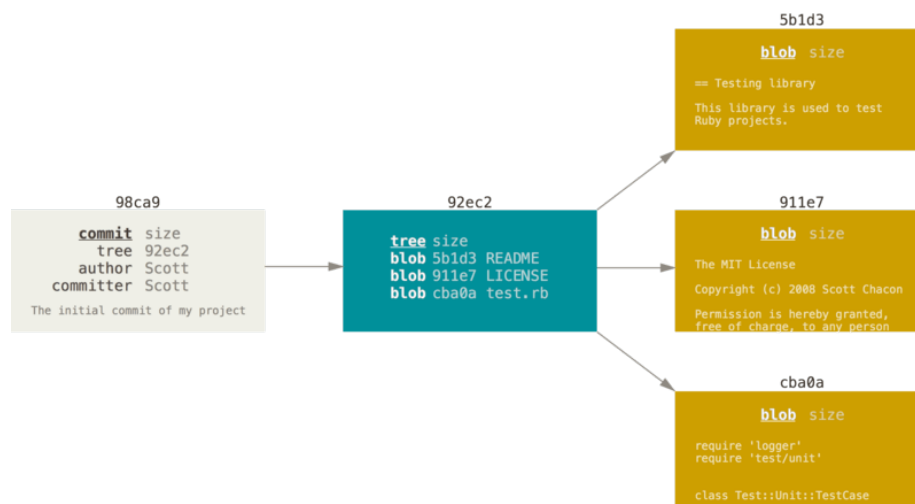 98ca9
commit size
tree 92ec2
author Scott
committer Scott
The initial commit of my project
92ec2
tree size
blob 5b1d3 README
blob 911e7 LICENSE
blob cba0a test.rb
5b1d3
blob size
== Testing library
This library is used to test
Ruby projects.
911e7
blob size
The MIT License
Copyright (c) 2008 Scott Chacon
Permission is hereby granted,
free of charge, to any person
cba0a
blob size
require 'logger'
require 'test/unit'
class Test::Unit::TestCase